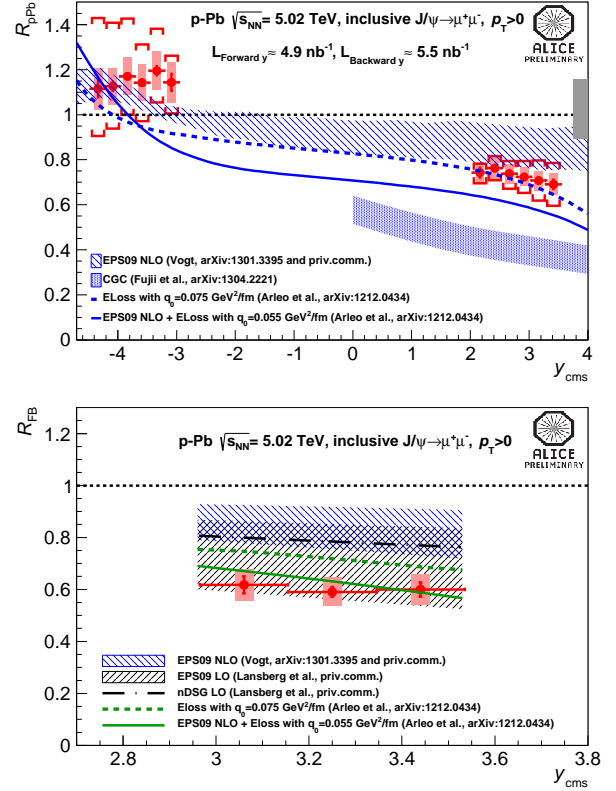 R_pPb
p-Pb √s_NN = 5.02 TeV, inclusive J/ψ→μ⁺μ⁻, p_T>0
L_Forward y ≈ 4.9 nb⁻¹, L_Backward y ≈ 5.5 nb⁻¹
ALICE
PRELIMINARY
1.4
1.2
1
0.8
0.6
0.4
0.2
0
EPS09 NLO (Vogt, arXiv:1301.3395 and priv.comm.)
CGC (Fujii et al., arXiv:1304.2221)
ELoss with q₀=0.075 GeV²/fm (Arleo et al., arXiv:1212.0434)
EPS09 NLO + ELoss with q₀=0.055 GeV²/fm (Arleo et al., arXiv:1212.0434)
-4 -3 -2 -1 0 1 2 3 4
y_cms
R_FB
p-Pb √s_NN = 5.02 TeV, inclusive J/ψ→μ⁺μ⁻, p_T>0
ALICE
PRELIMINARY
1.2
1
0.8
0.6
0.4
0.2
0
EPS09 NLO (Vogt, arXiv:1301.3395 and priv.comm.)
EPS09 LO (Lansberg et al., priv.comm.)
nDSG LO (Lansberg et al., priv.comm.)
Eloss with q₀=0.075 GeV²/fm (Arleo et al., arXiv:1212.0434)
EPS09 NLO + Eloss with q₀=0.055 GeV²/fm (Arleo et al., arXiv:1212.0434)
2.8 3 3.2 3.4 3.6 3.8
y_cms